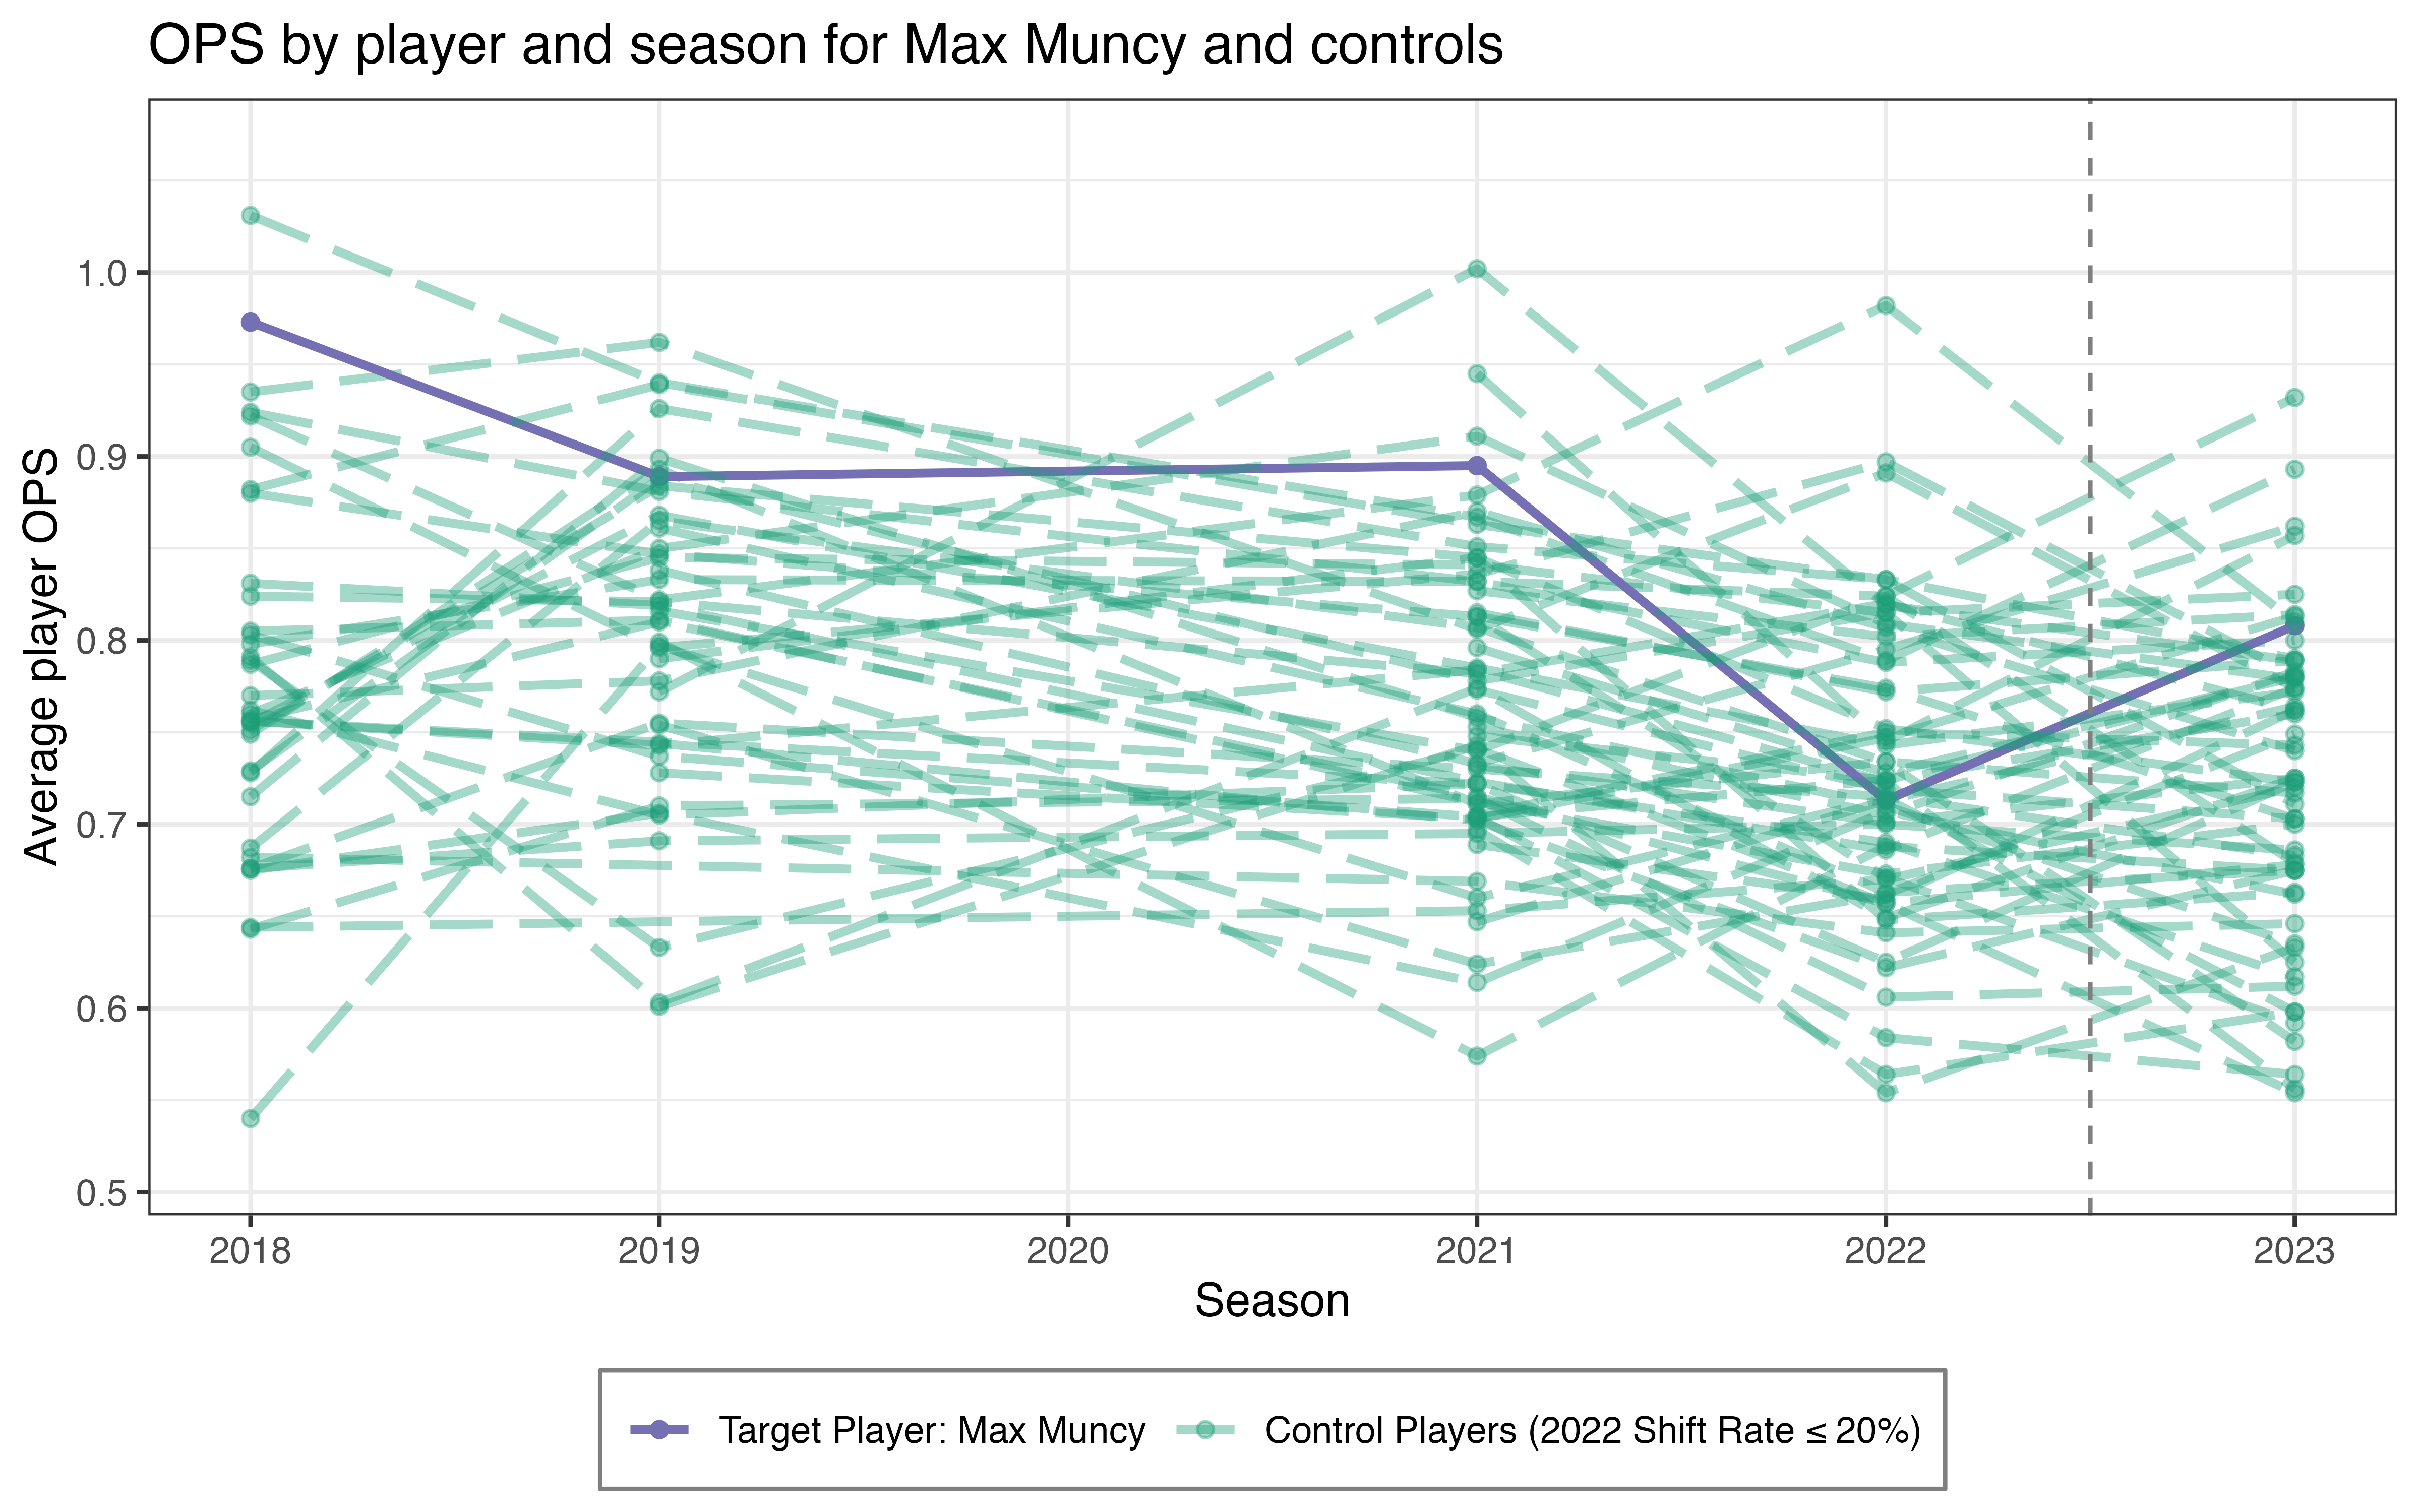 OPS by player and season for Max Muncy and controls
Average player OPS
1.0
0.9
0.8
0.7
0.6
0.5
2018 2019 2020 2021 2022 2023
Season
Target Player: Max Muncy Control Players (2022 Shift Rate ≤ 20%)